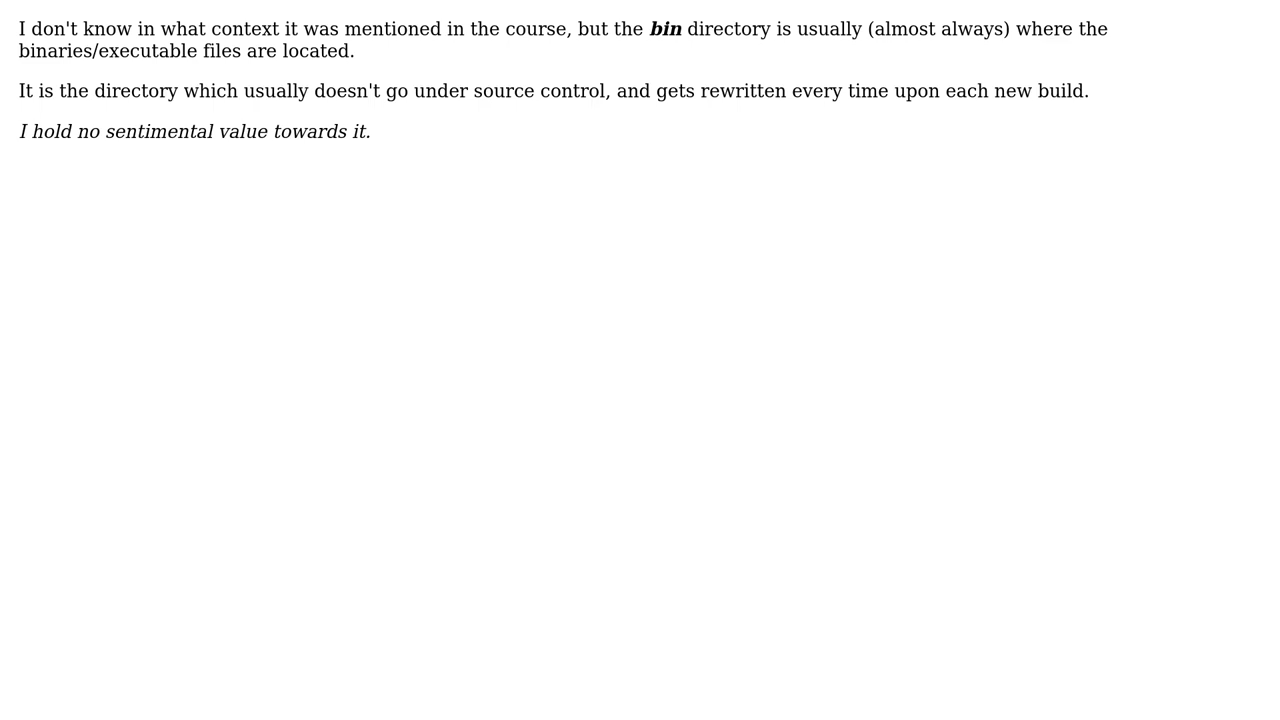 I don't know in what context it was mentioned in the course, but the bin directory is usually (almost always) where the
binaries/executable files are located.
It is the directory which usually doesn't go under source control, and gets rewritten every time upon each new build.
I hold no sentimental value towards it.